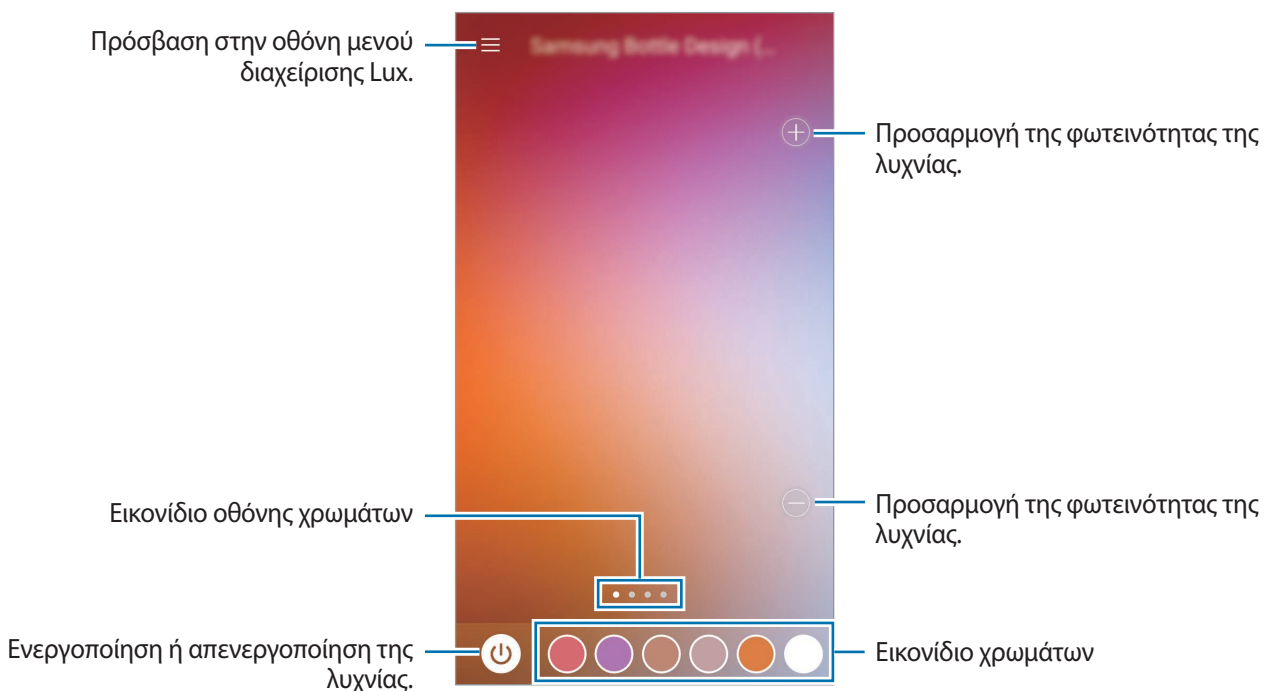 Πρόσβαση στην οθόνη μενού
διαχείρισης Lux.
Samsung Bottle Design (...
Προσαρμογή της φωτεινότητας της
λυχνίας.
Εικονίδιο οθόνης χρωμάτων
Προσαρμογή της φωτεινότητας της
λυχνίας.
Ενεργοποίηση ή απενεργοποίηση της
λυχνίας.
Εικονίδιο χρωμάτων